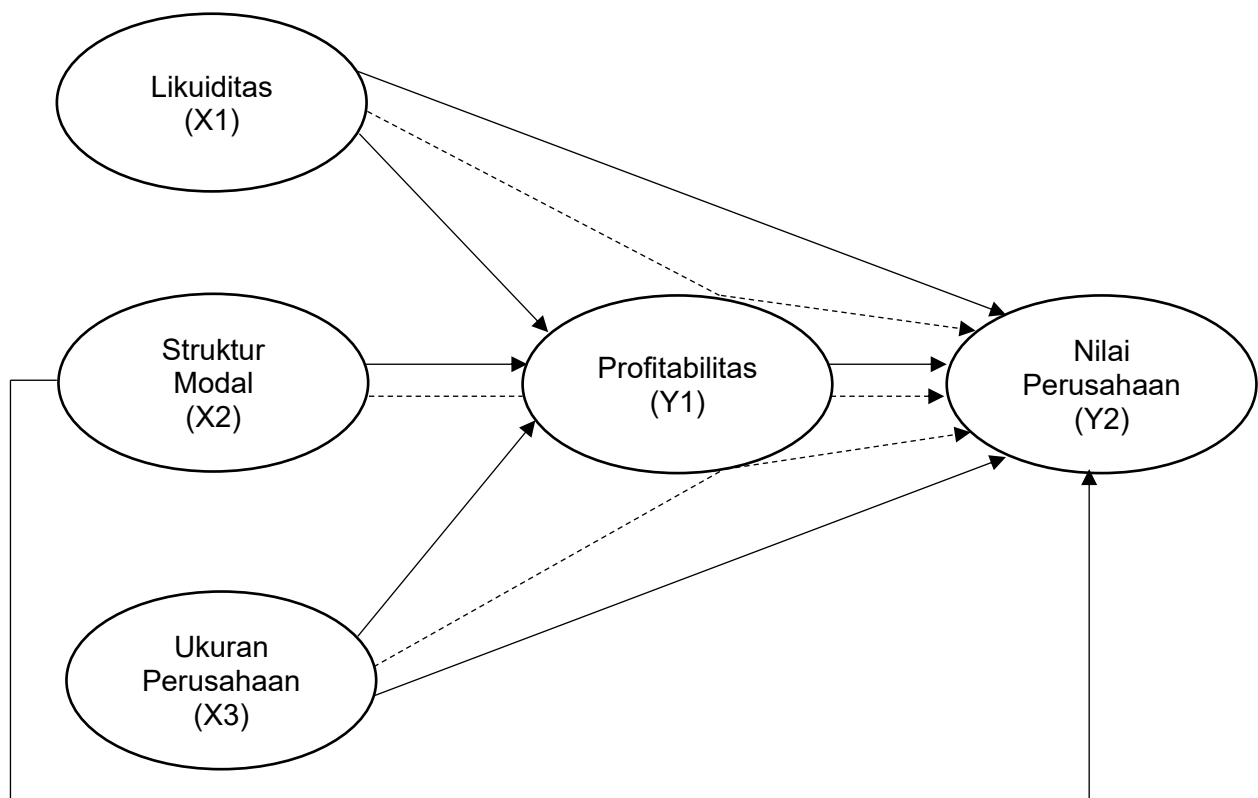 Likuiditas
(X1)
Struktur
Modal
(X2)
Profitabilitas
(Y1)
Nilai
Perusahaan
(Y2)
Ukuran
Perusahaan
(X3)